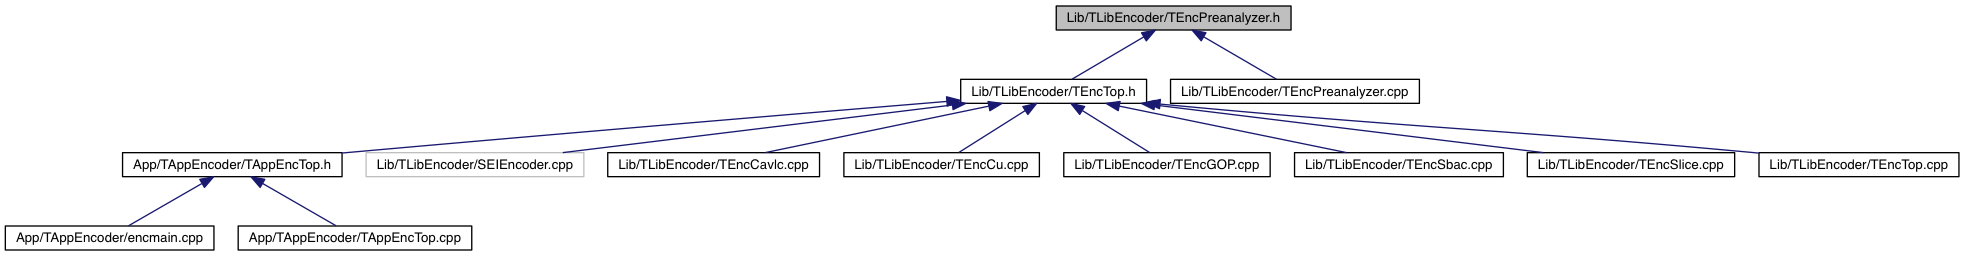 Lib/TLibEncoder/TEncPreanalyzer.h
Lib/TLibEncoder/TEncTop.h
Lib/TLibEncoder/TEncPreanalyzer.cpp
App/TAppEncoder/TAppEncTop.h
Lib/TLibEncoder/SEIEncoder.cpp
Lib/TLibEncoder/TEncCavlc.cpp
Lib/TLibEncoder/TEncCu.cpp
Lib/TLibEncoder/TEncGOP.cpp
Lib/TLibEncoder/TEncSbac.cpp
Lib/TLibEncoder/TEncSlice.cpp
Lib/TLibEncoder/TEncTop.cpp
App/TAppEncoder/encmain.cpp
App/TAppEncoder/TAppEncTop.cpp